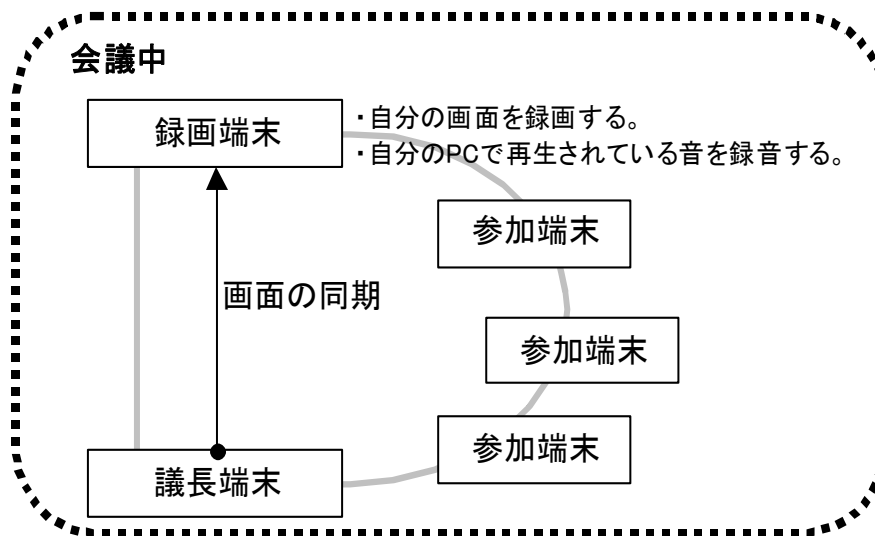 会議中
録画端末
・自分の画面を録画する。
・自分のPCで再生されている音を録音する。
参加端末
画面の同期
参加端末
参加端末
議長端末